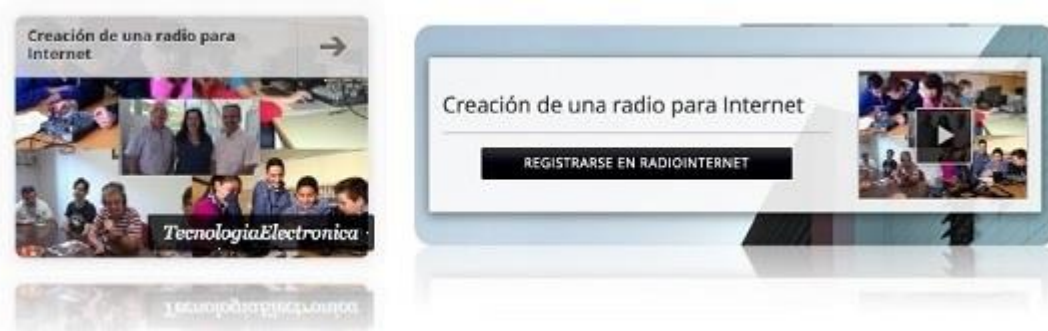 Creación de una radio para
Internet
TecnologiaElectronica
Creación de una radio para Internet
REGISTRARSE EN RADIOINTERNET